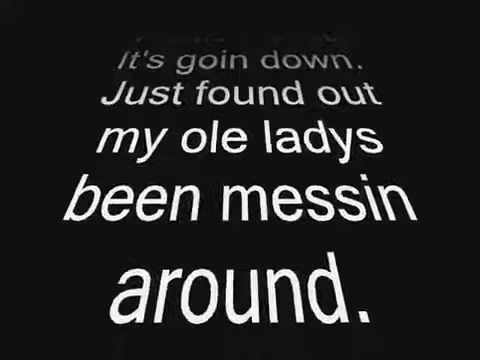 It's goin down.
Just found out
my ole ladys
been messin
around.